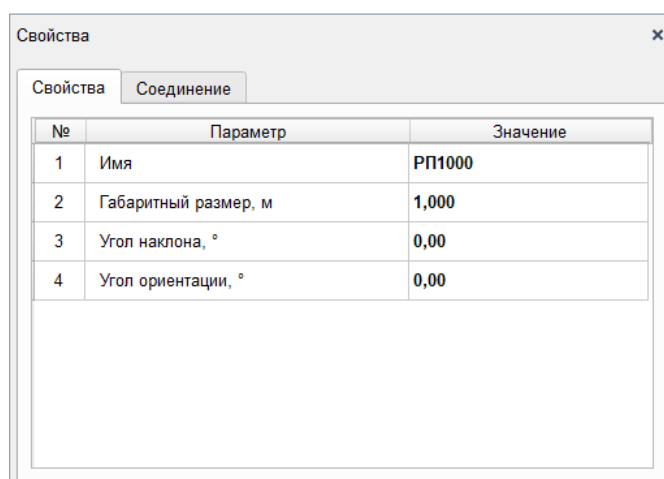 Свойства
Свойства Соединение
№ Параметр Значение
1 Имя РП1000
2 Габаритный размер, м 1,000
3 Угол наклона, ° 0,00
4 Угол ориентации, ° 0,00